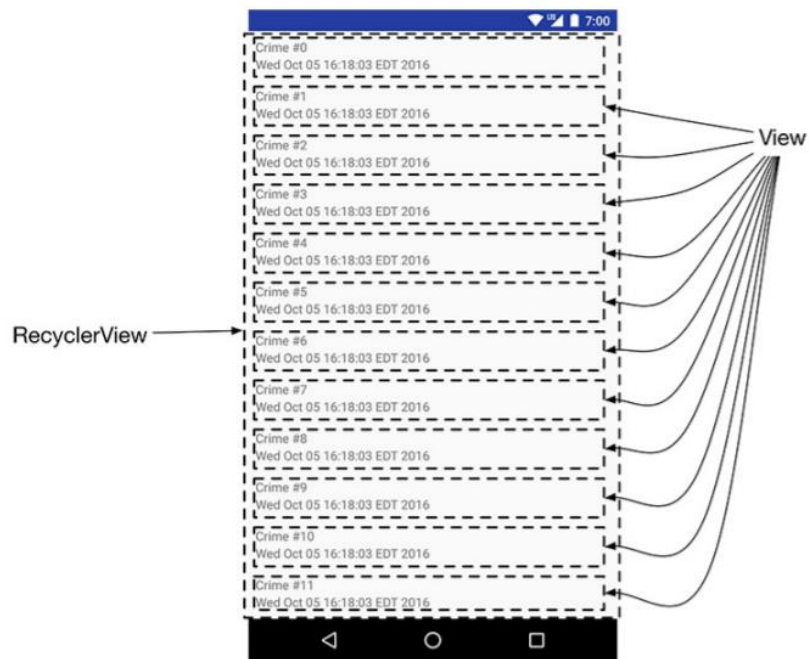 LTE 7:00
Crime #0
Wed Oct 05 16:18:03 EDT 2016
Crime #1
Wed Oct 05 16:18:03 EDT 2016
View
Crime #2
Wed Oct 05 16:18:03 EDT 2016
Crime #3
Wed Oct 05 16:18:03 EDT 2016
Crime #4
Wed Oct 05 16:18:03 EDT 2016
Crime #5
Wed Oct 05 16:18:03 EDT 2016
RecyclerView
Crime #6
Wed Oct 05 16:18:03 EDT 2016
Crime #7
Wed Oct 05 16:18:03 EDT 2016
Crime #8
Wed Oct 05 16:18:03 EDT 2016
Crime #9
Wed Oct 05 16:18:03 EDT 2016
Crime #10
Wed Oct 05 16:18:03 EDT 2016
Crime #11
Wed Oct 05 16:18:03 EDT 2016